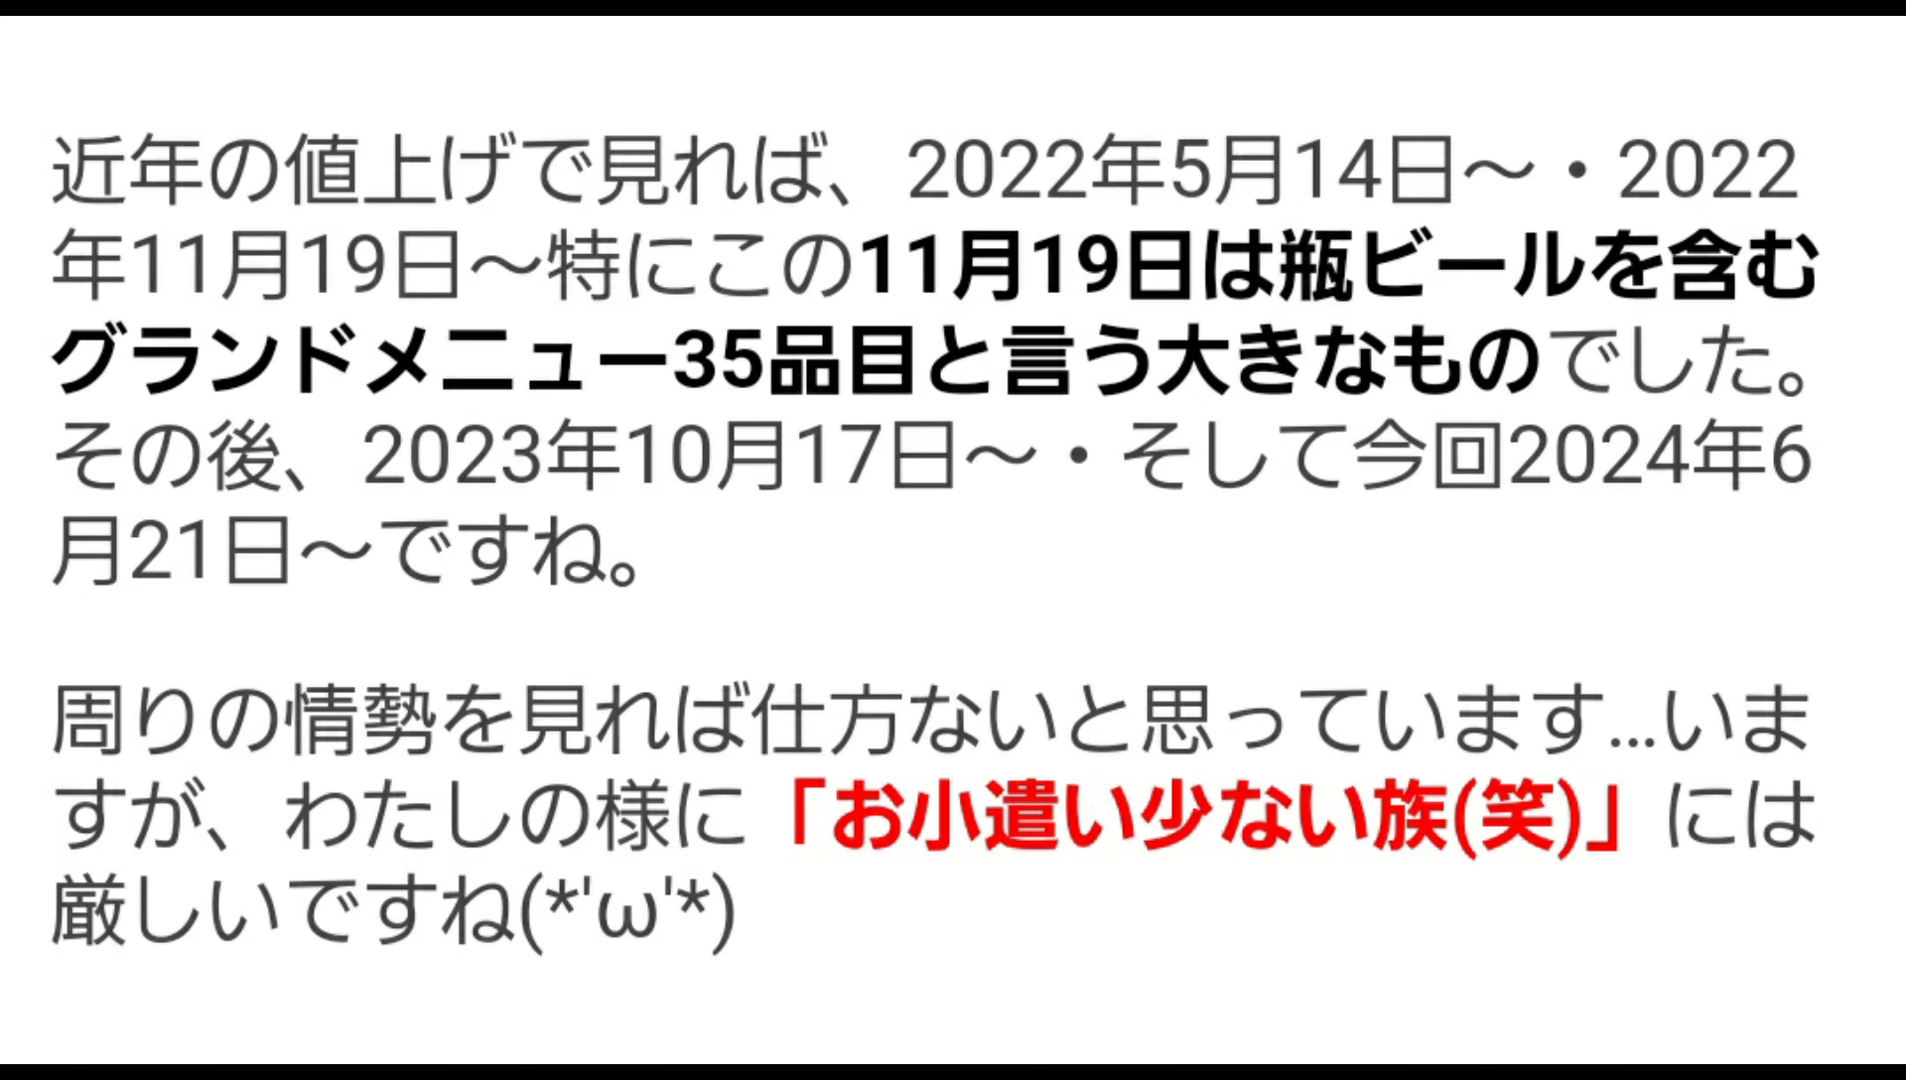 近年の値上げで見れば、2022年5月14日～・2022
年11月19日～特にこの11月19日は瓶ビールを含む
グランドメニュー35品目と言う大きなものでした。
その後、2023年10月17日～・そして今回2024年6
月21日～ですね。
周りの情勢を見れば仕方ないと思っています...いま
すが、わたしの様に「お小遣い少ない族(笑)」には
厳しいですね(*'ω'*)